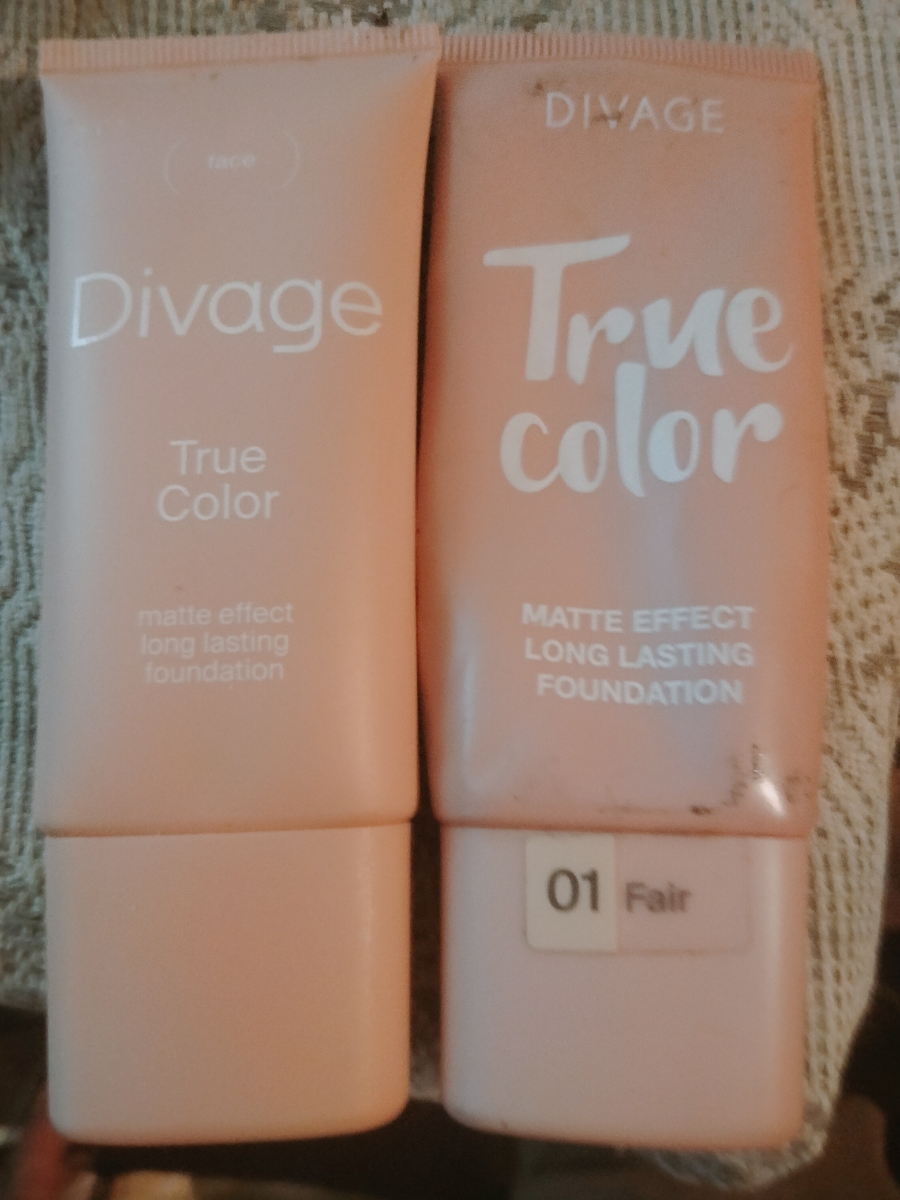 face
Divage
True
Color
matte effect
long lasting
foundation
DIVAGE
True
color
MATTE EFFECT
LONG LASTING
FOUNDATION
01 Fair